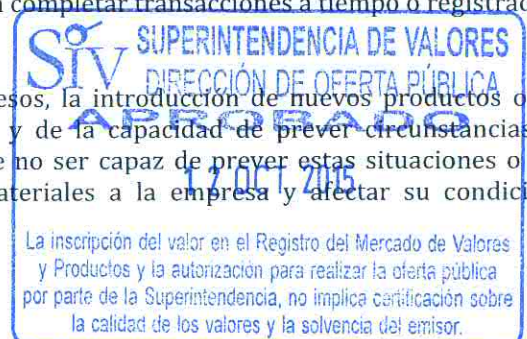 completar transacciones a tiempo o registrac
SIV SUPERINTENDENCIA DE VALORES
DIRECCIÓN DE OFERTA PÚBLICA
esos, la introducción de nuevos productos o
APROBADO
y de la capacidad de prever circunstancias
no ser capaz de prever estas situaciones o
12 OCT 2015
ateriales a la empresa y afectar su condici
La inscripción del valor en el Registro del Mercado de Valores
y Productos y la autorización para realizar la oferta pública
por parte de la Superintendencia, no implica certificación sobre
la calidad de los valores y la solvencia del emisor.